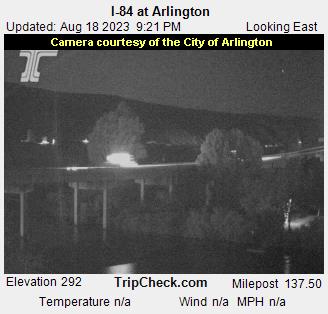 I-84 at Arlington
Updated: Aug 18 2023 9:21 PM Looking East
Camera courtesy of the City of Arlington
Elevation 292 TripCheck.com Milepost 137.50
Temperature n/a Wind n/a MPH n/a